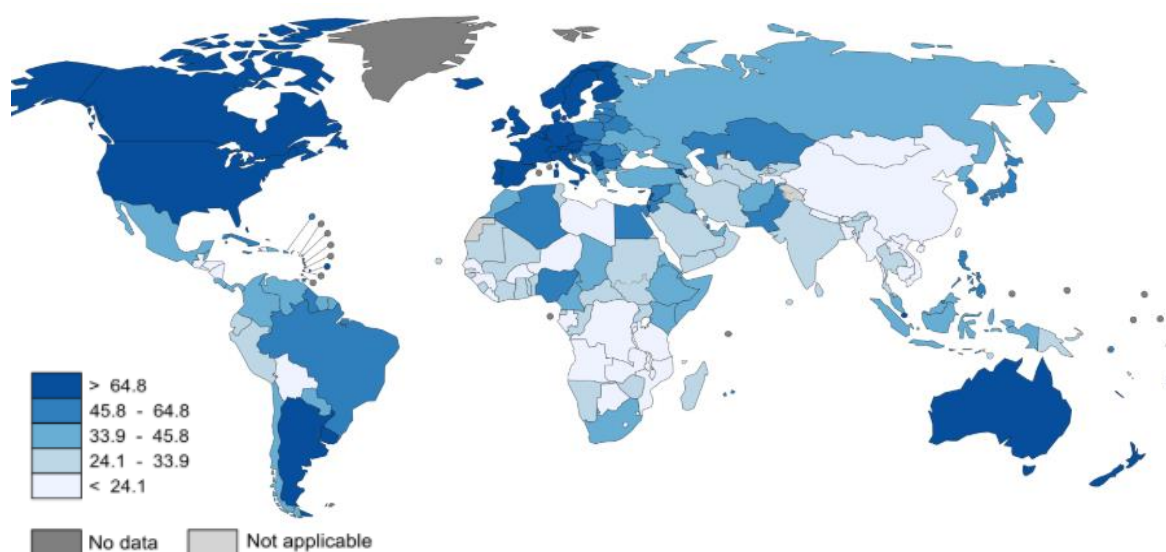 > 64.8
45.8 - 64.8
33.9 - 45.8
24.1 - 33.9
< 24.1
No data
Not applicable